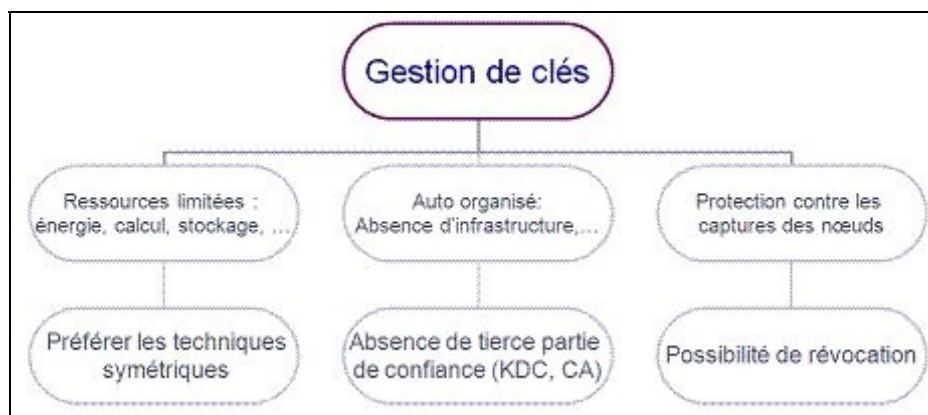 Gestion de clés
Ressources limitées :
énergie, calcul, stockage, ...
Auto organisé:
Absence d'infrastructure,...
Protection contre les
captures des nœuds
Préférer les techniques
symétriques
Absence de tierce partie
de confiance (KDC, CA)
Possibilité de révocation